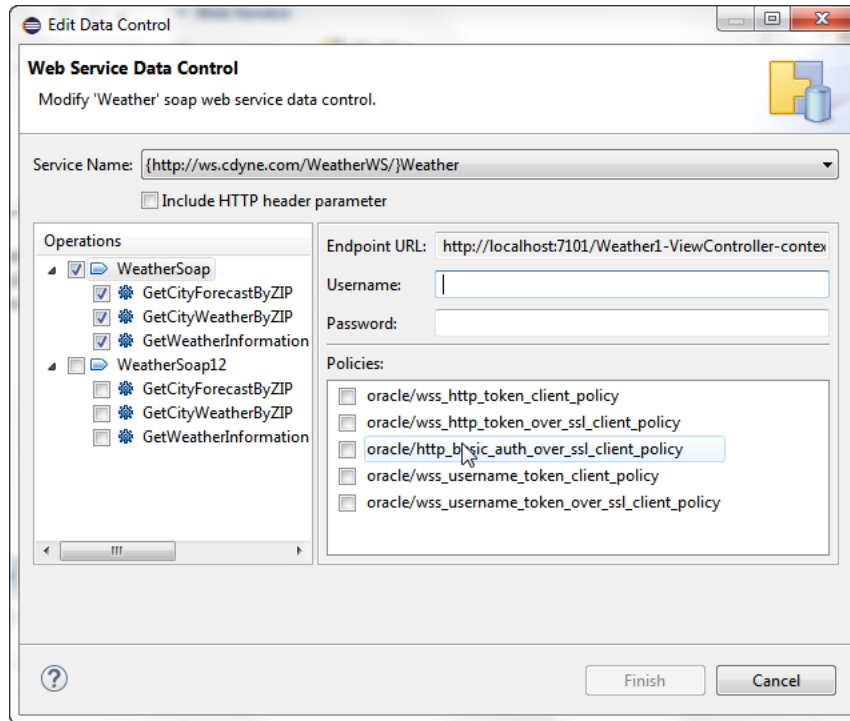 Edit Data Control
Web Service Data Control
Modify 'Weather' soap web service data control.
Service Name: {http://ws.cdyne.com/WeatherWS/}Weather
Include HTTP header parameter
Operations
WeatherSoap
GetCityForecastByZIP
GetCityWeatherByZIP
GetWeatherInformation
WeatherSoap12
GetCityForecastByZIP
GetCityWeatherByZIP
GetWeatherInformation
Endpoint URL: http://localhost:7101/Weather1-ViewController-contex
Username:
Password:
Policies:
oracle/wss_http_token_client_policy
oracle/wss_http_token_over_ssl_client_policy
oracle/http_basic_auth_over_ssl_client_policy
oracle/wss_username_token_client_policy
oracle/wss_username_token_over_ssl_client_policy
Finish
Cancel